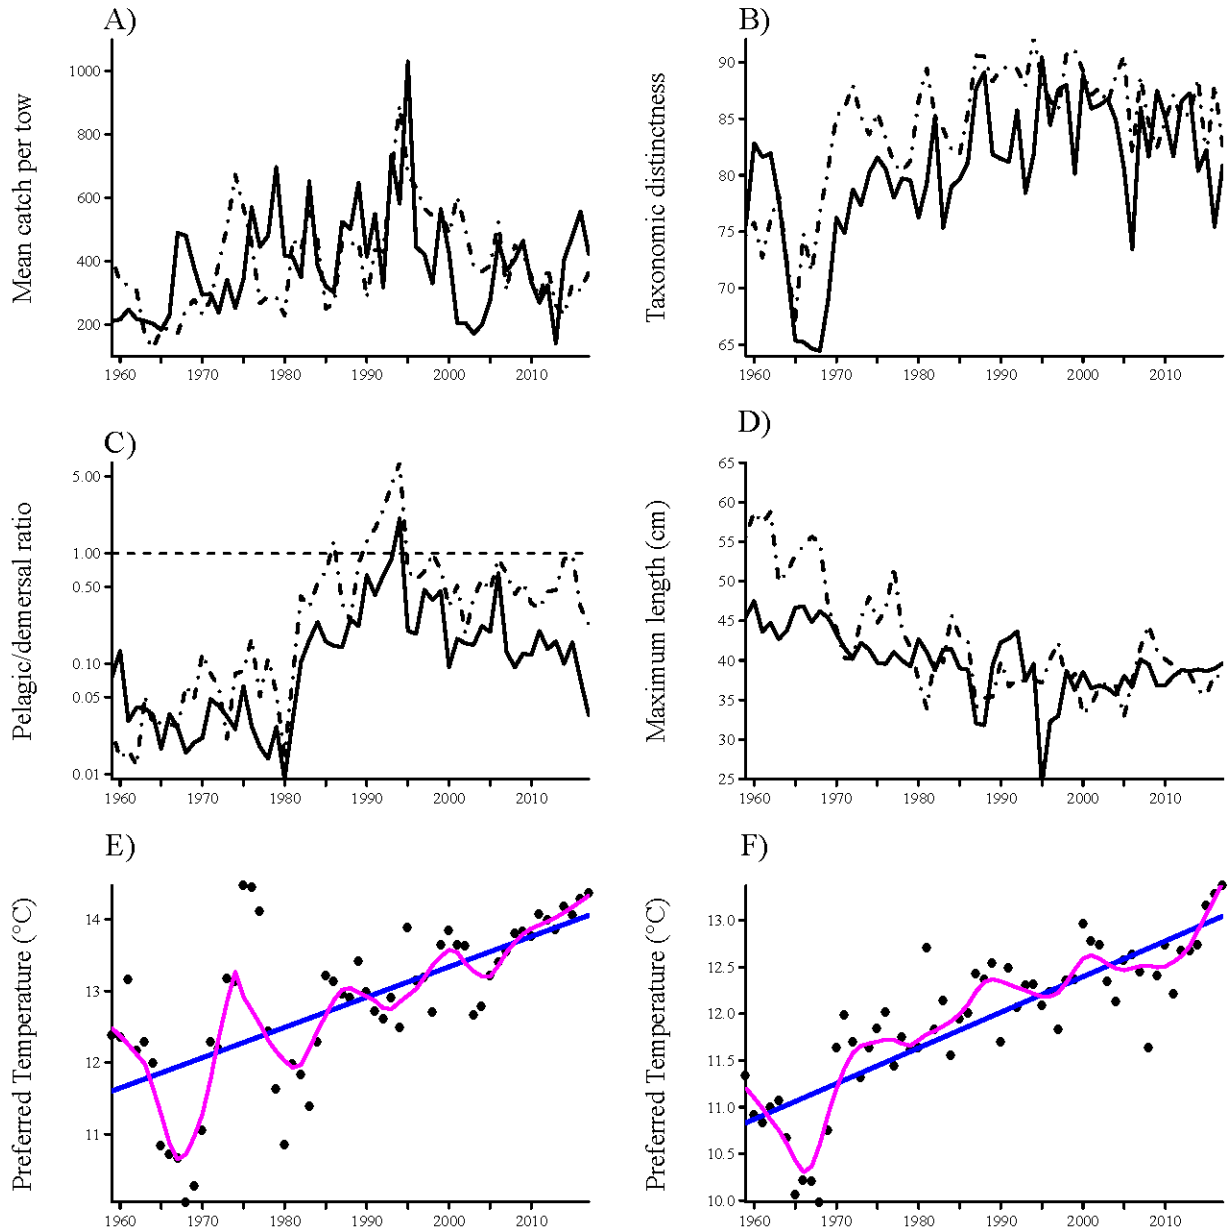 A)
Mean catch per tow
1000
800
600
400
200
1960 1970 1980 1990 2000 2010
B)
Taxonomic distinctness
90
85
80
75
70
65
1960 1970 1980 1990 2000 2010
C)
Pelagic/demersal ratio
5.00
1.00
0.50
0.10
0.05
0.01
1960 1970 1980 1990 2000 2010
D)
Maximum length (cm)
65
60
55
50
45
40
35
30
25
1960 1970 1980 1990 2000 2010
E)
Preferred Temperature (°C)
14
13
12
11
1960 1970 1980 1990 2000 2010
F)
Preferred Temperature (°C)
13.0
12.5
12.0
11.5
11.0
10.5
10.0
1960 1970 1980 1990 2000 2010